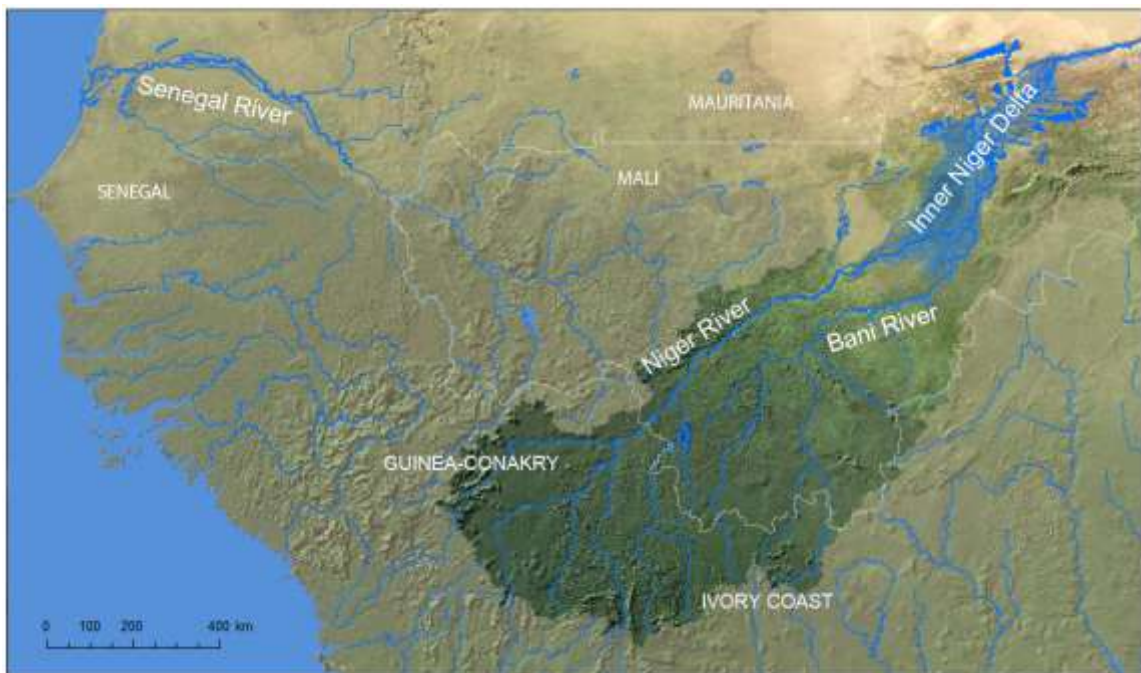 Senegal River
MAURITANIA
Inner Niger Delta
SENEGAL
MALI
Niger River
Bani River
GUINEA-CONAKRY
IVORY COAST
0 100 200 400 km